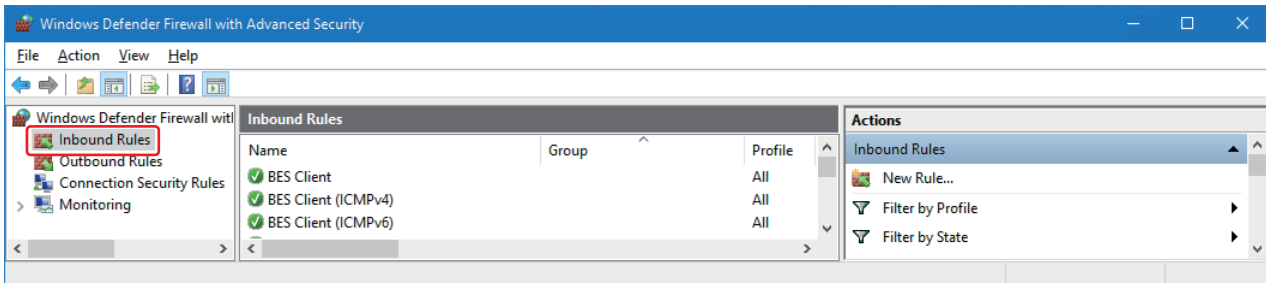 Windows Defender Firewall with Advanced Security
File Action View Help
Windows Defender Firewall witl
Inbound Rules
Outbound Rules
Connection Security Rules
Monitoring
Inbound Rules
Name Group Profile
BES Client All
BES Client (ICMPv4) All
BES Client (ICMPv6) All
Actions
Inbound Rules
New Rule...
Filter by Profile
Filter by State